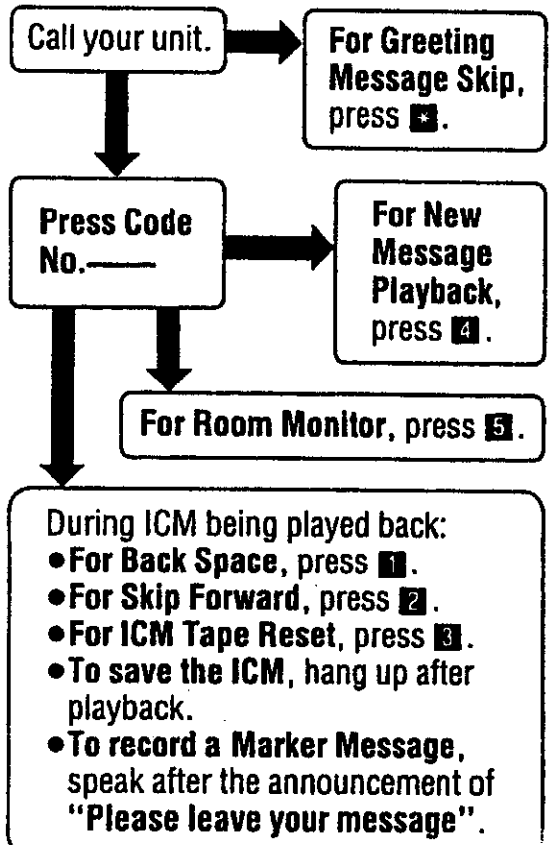 Call your unit.
For Greeting
Message Skip,
press *.
Press Code
No.——
For New
Message
Playback,
press 4.
For Room Monitor, press 5.
During ICM being played back:
●For Back Space, press 1.
●For Skip Forward, press 2.
●For ICM Tape Reset, press 3.
●To save the ICM, hang up after
playback.
●To record a Marker Message,
speak after the announcement of
“Please leave your message”.